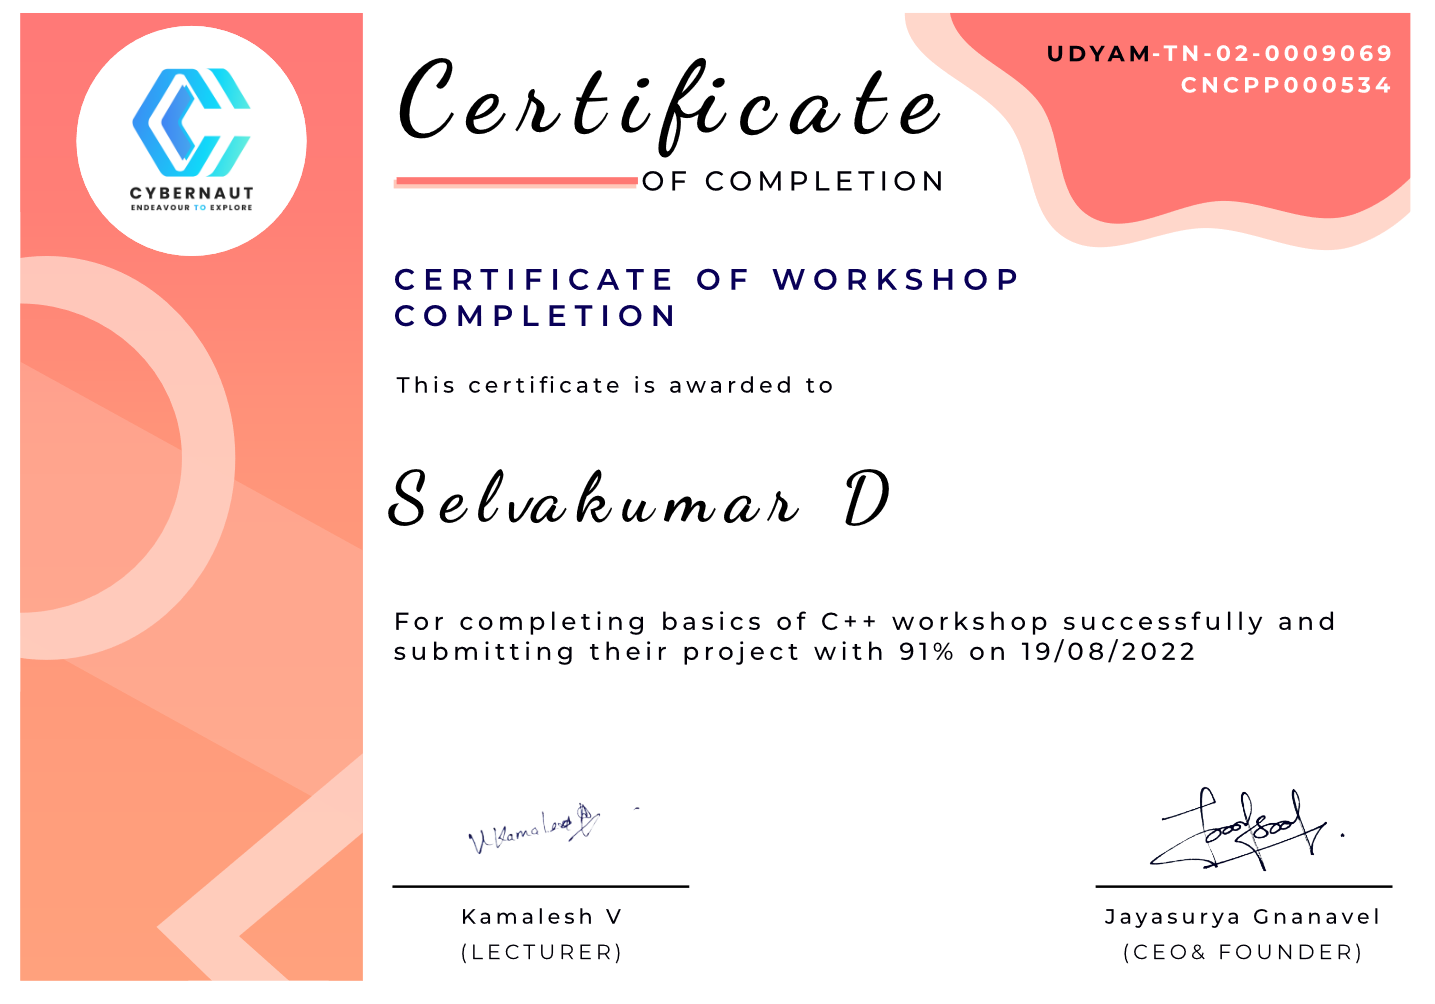 UDYAM-TN-02-0009069
CNCPP000534
CYBERNAUT
ENDEAVOUR TO EXPLORE
Certificate
OF COMPLETION
CERTIFICATE OF WORKSHOP
COMPLETION
This certificate is awarded to
Selvakumar D
For completing basics of C++ workshop successfully and
submitting their project with 91% on 19/08/2022
Kamalesh V
(LECTURER)
Jayasurya Gnanavel
(CEO& FOUNDER)